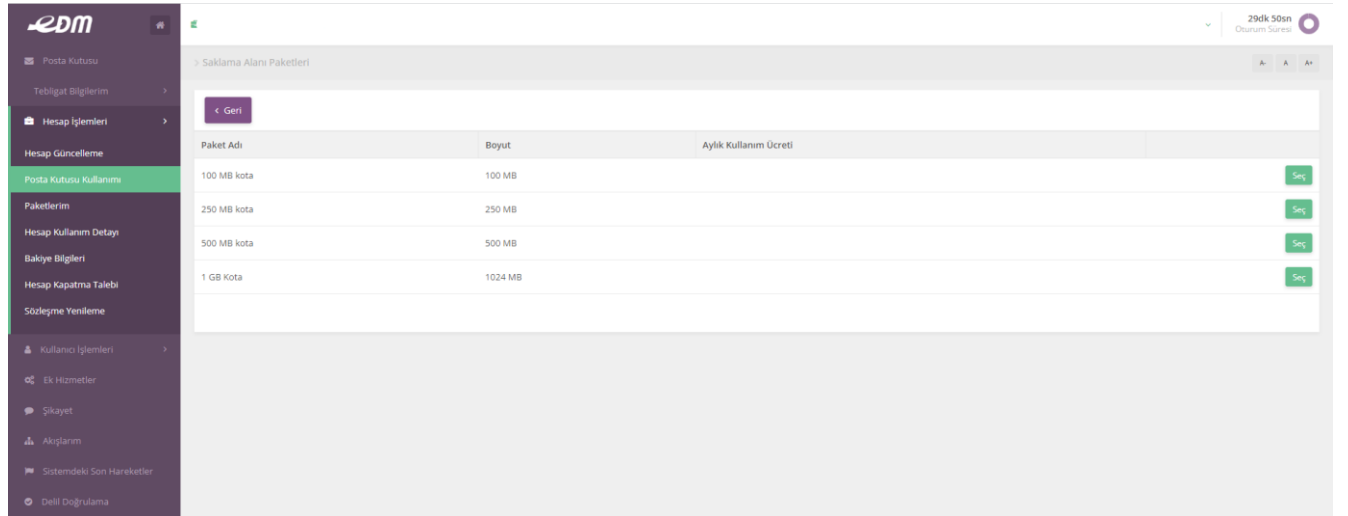 eDM
29dk 50sn
Oturum Süresi
Posta Kutusu
> Saklama Alanı Paketleri
A- A A+
Tebligat Bilgilerim >
< Geri
Hesap İşlemleri >
Paket Adı Boyut Aylık Kullanım Ücreti
Hesap Güncelleme
100 MB kota 100 MB Seç
Posta Kutusu Kullanımı
Paketlerim
250 MB kota 250 MB Seç
Hesap Kullanım Detayı
500 MB kota 500 MB Seç
Bakiye Bilgileri
1 GB Kota 1024 MB Seç
Hesap Kapatma Talebi
Sözleşme Yenileme
Kullanıcı İşlemleri >
Ek Hizmetler
Şikayet
Akışlarım
Sistemdeki Son Hareketler
Delil Doğrulama